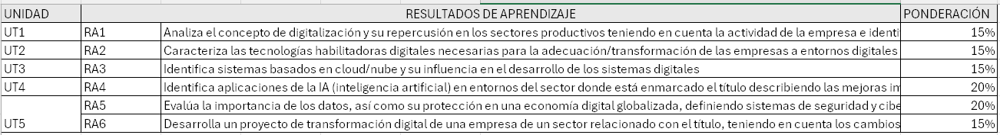 UNIDAD RESULTADOS DE APRENDIZAJE PONDERACIÓN
UT1 RA1 Analiza el concepto de digitalización y su repercusión en los sectores productivos teniendo en cuenta la actividad de la empresa e identi 15%
UT2 RA2 Caracteriza las tecnologías habilitadoras digitales necesarias para la adecuación/transformación de las empresas a entornos digitales 15%
UT3 RA3 Identifica sistemas basados en cloud/nube y su influencia en el desarrollo de los sistemas digitales 15%
UT4 RA4 Identifica aplicaciones de la IA (inteligencia artificial) en entornos del sector donde está enmarcado el título describiendo las mejoras im 20%
RA5 Evalúa la importancia de los datos, así como su protección en una economía digital globalizada, definiendo sistemas de seguridad y cibe 20%
UT5 RA6 Desarrolla un proyecto de transformación digital de una empresa de un sector relacionado con el título, teniendo en cuenta los cambios 15%